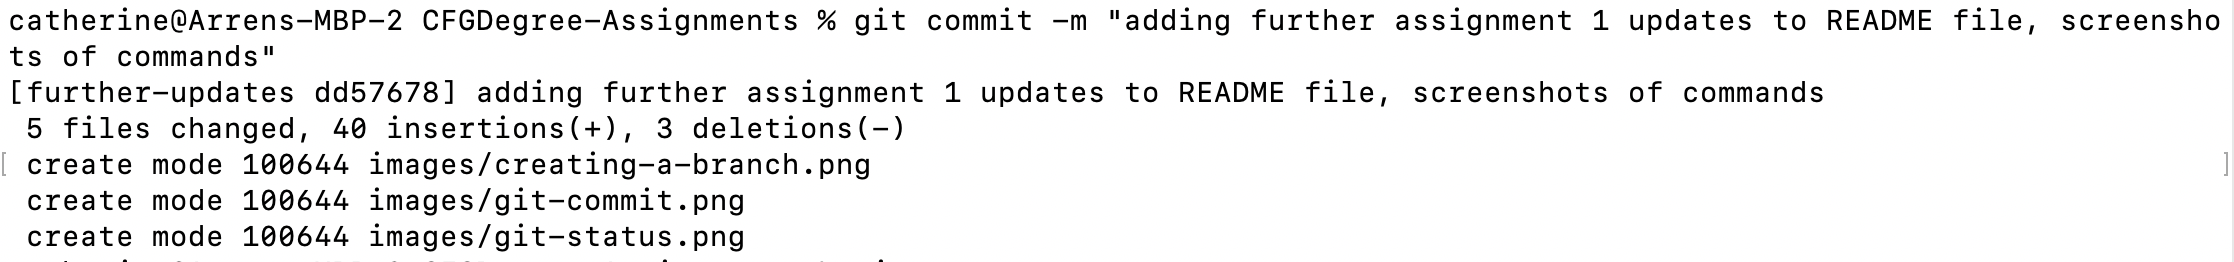 catherine@Arrens-MBP-2 CFGDegree-Assignments % git commit -m "adding further assignment 1 updates to README file, screensho
ts of commands"
[further-updates dd57678] adding further assignment 1 updates to README file, screenshots of commands
 5 files changed, 40 insertions(+), 3 deletions(-)
[ create mode 100644 images/creating-a-branch.png ]
 create mode 100644 images/git-commit.png
 create mode 100644 images/git-status.png